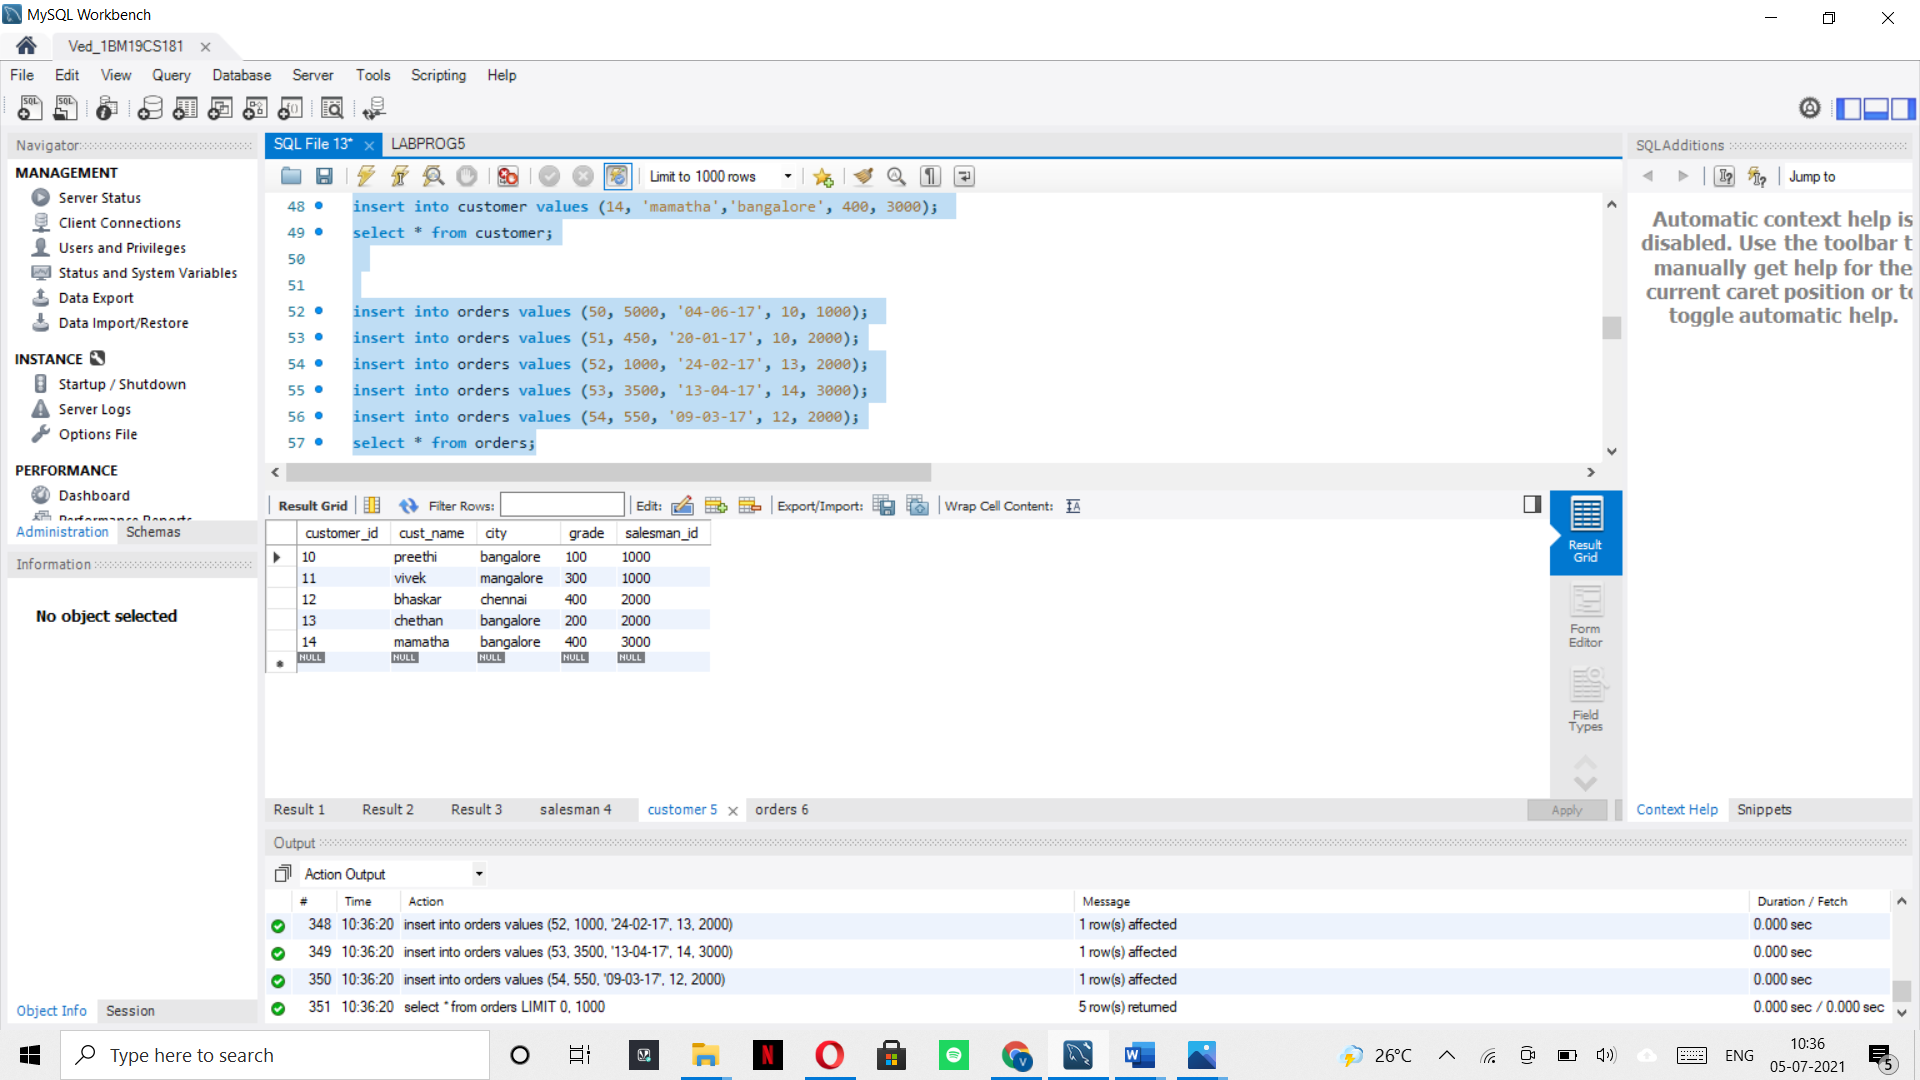 MySQL Workbench
Ved_1BM19CS181
File Edit View Query Database Server Tools Scripting Help
Navigator
MANAGEMENT
Server Status
Client Connections
Users and Privileges
Status and System Variables
Data Export
Data Import/Restore
INSTANCE
Startup / Shutdown
Server Logs
Options File
PERFORMANCE
Dashboard
Performance Reports
Administration Schemas
Information
No object selected
Object Info Session
SQL File 13* LABPROG5
Limit to 1000 rows
48 insert into customer values (14, 'mamatha','bangalore', 400, 3000);
49 select * from customer;
50
51
52 insert into orders values (50, 5000, '04-06-17', 10, 1000);
53 insert into orders values (51, 450, '20-01-17', 10, 2000);
54 insert into orders values (52, 1000, '24-02-17', 13, 2000);
55 insert into orders values (53, 3500, '13-04-17', 14, 3000);
56 insert into orders values (54, 550, '09-03-17', 12, 2000);
57 select * from orders;
Result Grid Filter Rows: Edit: Export/Import: Wrap Cell Content:
customer_id cust_name city grade salesman_id
10 preethi bangalore 100 1000
11 vivek mangalore 300 1000
12 bhaskar chennai 400 2000
13 chethan bangalore 200 2000
14 mamatha bangalore 400 3000
NULL NULL NULL NULL NULL
Result
Grid
Form
Editor
Field
Types
Result 1 Result 2 Result 3 salesman 4 customer 5 orders 6
Apply
SQLAdditions
Jump to
Automatic context help is
disabled. Use the toolbar t
manually get help for the
current caret position or to
toggle automatic help.
Context Help Snippets
Output
Action Output
# Time Action Message Duration / Fetch
348 10:36:20 insert into orders values (52, 1000, '24-02-17', 13, 2000) 1 row(s) affected 0.000 sec
349 10:36:20 insert into orders values (53, 3500, '13-04-17', 14, 3000) 1 row(s) affected 0.000 sec
350 10:36:20 insert into orders values (54, 550, '09-03-17', 12, 2000) 1 row(s) affected 0.000 sec
351 10:36:20 select * from orders LIMIT 0, 1000 5 row(s) returned 0.000 sec / 0.000 sec
Type here to search
26°C
ENG
10:36
05-07-2021
5